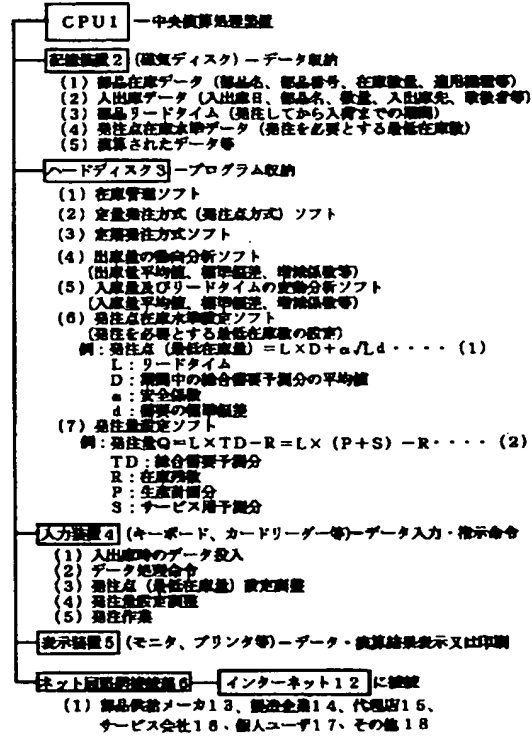 CPU1 ー中央演算処理装置
記憶装置2 (磁気ディスク)ーデータ収納
(1)部品在庫データ(部品名、部品番号、在庫数量、適用機種等)
(2)入出庫データ(入出庫日、部品名、数量、入出庫先、取扱者等)
(3)部品リードタイム(発注してから入荷までの期間)
(4)発注点在庫水準データ(発注を必要とする最低在庫数)
(5)演算されたデータ等
ハードディスク3 ープログラム収納
(1)在庫管理ソフト
(2)定量発注方式(発注点方式)ソフト
(3)定期発注方式ソフト
(4)出庫量の動向分析ソフト
(出庫量平均値、標準偏差、増減係数等)
(5)入庫量及びリードタイムの変動分析ソフト
(入庫量平均値、標準偏差、増減係数等)
(6)発注点在庫水準設定ソフト
(発注を必要とする最低在庫数の設定)
例:発注点(最低在庫量)=L×D+α√Ld・・・・(1)
L:リードタイム
D:期間中の総合需要予測分の平均値
α:安全係数
d:需要の標準偏差
(7)発注量設定ソフト
例:発注量Q=L×TD-R=L×(P+S)-R・・・・(2)
TD:総合需要予測分
R:在庫残数
P:生産計画分
S:サービス用予測分
入力装置4 (キーボード、カードリーダー等)ーデータ入力・指示命令
(1)入出庫時のデータ投入
(2)データ処理命令
(3)発注点(最低在庫量)設定調整
(4)発注量設定調整
(5)発注作業
表示装置5 (モニタ、プリンタ等)ーデータ・演算結果表示又は印刷
ネット回路網接続部6 インターネット12 に接続
(1)部品供給メーカ13、製造企業14、代理店15、
サービス会社16、個人ユーザ17、その他18